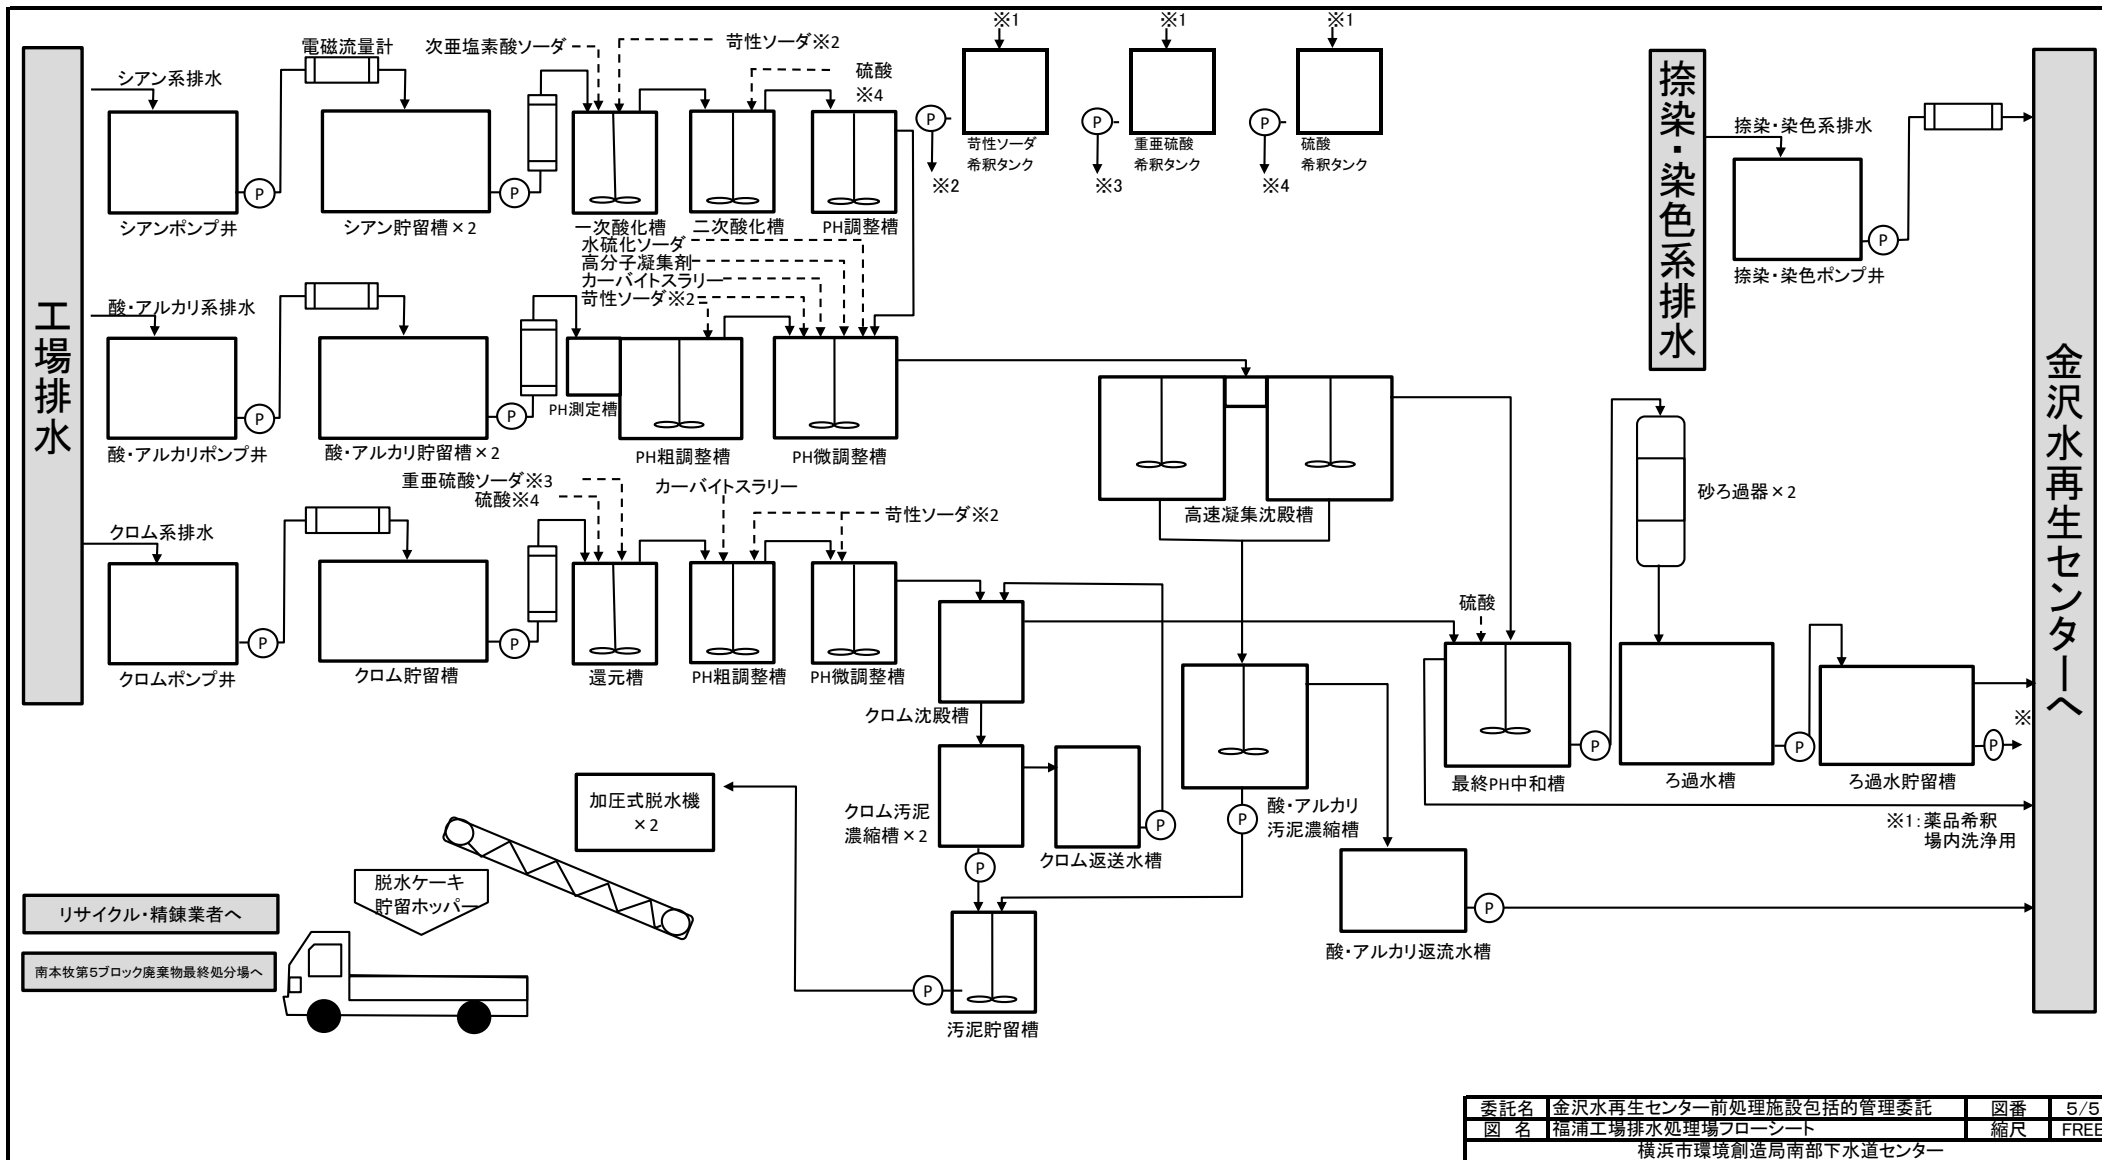 工場排水
シアン系排水
電磁流量計
次亜塩素酸ソーダ
苛性ソーダ※2
硫酸
※4
※1
※1
※1
P
P
P
P
P
シアンポンプ井
シアン貯留槽×2
一次酸化槽
二次酸化槽
PH調整槽
苛性ソーダ
希釈タンク
重亜硫酸
希釈タンク
硫酸
希釈タンク
※2
※3
※4
捺染・染色系排水
捺染・染色系排水
P
捺染・染色ポンプ井
金沢水再生センターへ
水硫化ソーダ
高分子凝集剤
カーバイトスラリー
苛性ソーダ※2
酸・アルカリ系排水
P
P
酸・アルカリポンプ井
酸・アルカリ貯留槽×2
PH測定槽
PH粗調整槽
PH微調整槽
高速凝集沈殿槽
砂ろ過器×2
重亜硫酸ソーダ※3
硫酸※4
カーバイトスラリー
苛性ソーダ※2
クロム系排水
P
P
クロムポンプ井
クロム貯留槽
還元槽
PH粗調整槽
PH微調整槽
クロム沈殿槽
硫酸
P
P
P
※
最終PH中和槽
ろ過水槽
ろ過水貯留槽
※1:薬品希釈
場内洗浄用
クロム汚泥
濃縮槽×2
P
クロム返送水槽
P
P
酸・アルカリ
汚泥濃縮槽
P
酸・アルカリ返流水槽
P
汚泥貯留槽
加圧式脱水機
×2
脱水ケーキ
貯留ホッパー
リサイクル・精錬業者へ
南本牧第5ブロック廃棄物最終処分場へ
委託名 金沢水再生センター前処理施設包括的管理委託 図番 5/5
図 名 福浦工場排水処理場フローシート 縮尺 FREE
横浜市環境創造局南部下水道センター